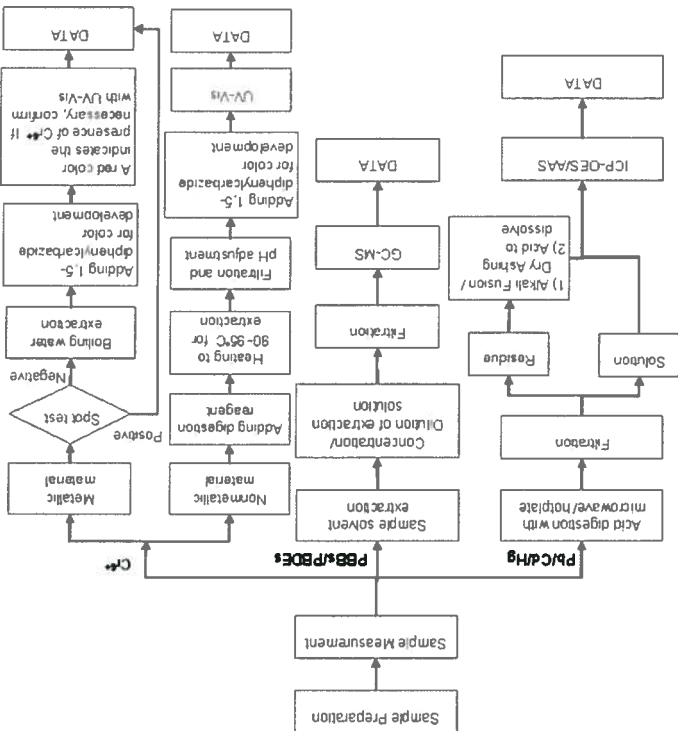 Sample Preparation
Sample Measurement
Pb/Cd/Hg
Acid digestion with
microwave/hotplate
Filtration
Solution
Residue
1) Alkali Fusion /
Dry Ashing
2) Acid to
dissolve
ICP-OES/AAS
DATA
PBBs/PBDEs
Sample solvent
extraction
Concentration/
Dilution of extraction
solution
Filtration
GC-MS
DATA
Cr⁶⁺
Nonmetallic
material
Adding digestion
reagent
Heating to
90~95℃ for
extraction
Filtration and
pH adjustment
Adding 1,5-
diphenylcarbazide
for color
development
UV-Vis
DATA
Metallic
material
Spot test
Positive
Negative
Boiling water
extraction
Adding 1,5-
diphenylcarbazide
for color
development
A red color
indicates the
presence of Cr⁶⁺. If
necessary, confirm
with UV-Vis
DATA